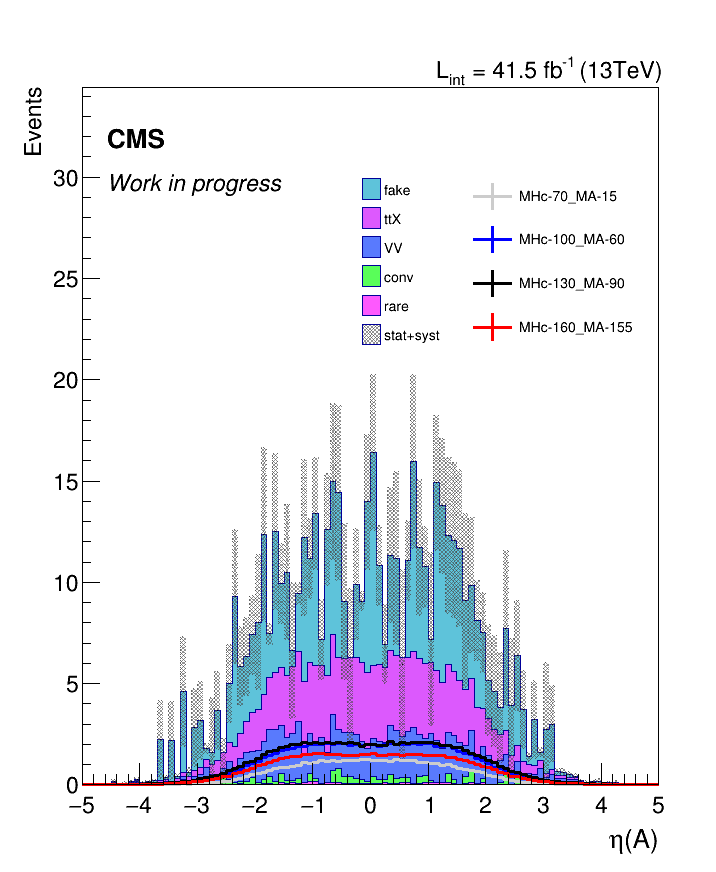 L_int = 41.5 fb^-1 (13TeV)
Events
CMS
Work in progress
fake
ttX
VV
conv
rare
stat+syst
MHc-70_MA-15
MHc-100_MA-60
MHc-130_MA-90
MHc-160_MA-155
30
25
20
15
10
5
0
−5 −4 −3 −2 −1 0 1 2 3 4 5
η(A)